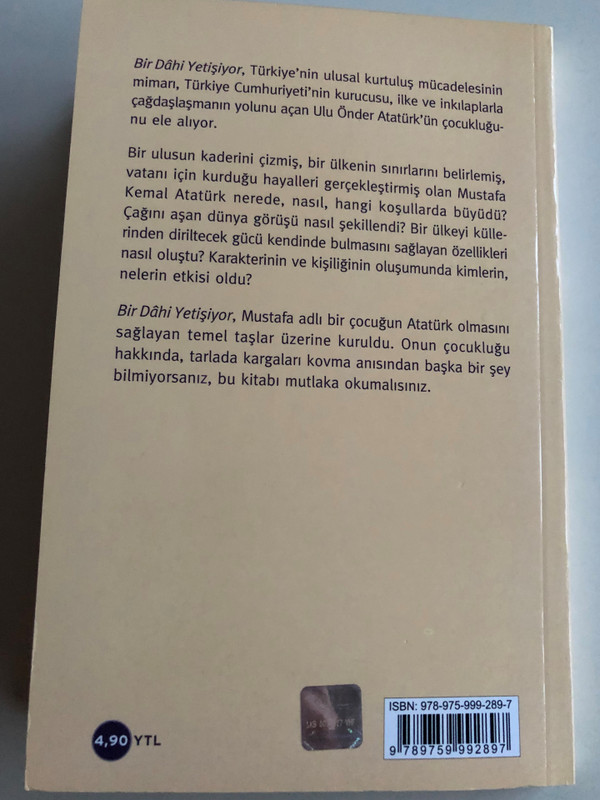 Bir Dâhi Yetişiyor, Türkiye'nin ulusal kurtuluş mücadelesinin
mimarı, Türkiye Cumhuriyeti'nin kurucusu, ilke ve inkılaplarla
çağdaşlaşmanın yolunu açan Ulu Önder Atatürk'ün çocukluğu-
nu ele alıyor.
Bir ulusun kaderini çizmiş, bir ülkenin sınırlarını belirlemiş,
vatanı için kurduğu hayalleri gerçekleştirmiş olan Mustafa
Kemal Atatürk nerede, nasıl, hangi koşullarda büyüdü?
Çağını aşan dünya görüşü nasıl şekillendi? Bir ülkeyi külle-
rinden diriltecek gücü kendinde bulmasını sağlayan özellikleri
nasıl oluştu? Karakterinin ve kişiliğinin oluşumunda kimlerin,
nelerin etkisi oldu?
Bir Dâhi Yetişiyor, Mustafa adlı bir çocuğun Atatürk olmasını
sağlayan temel taşlar üzerine kuruldu. Onun çocukluğu
hakkında, tarlada kargaları kovma anısından başka bir şey
bilmiyorsanız, bu kitabı mutlaka okumalısınız.
ISBN: 978-975-999-289-7
9 789759 992897
4,90 YTL